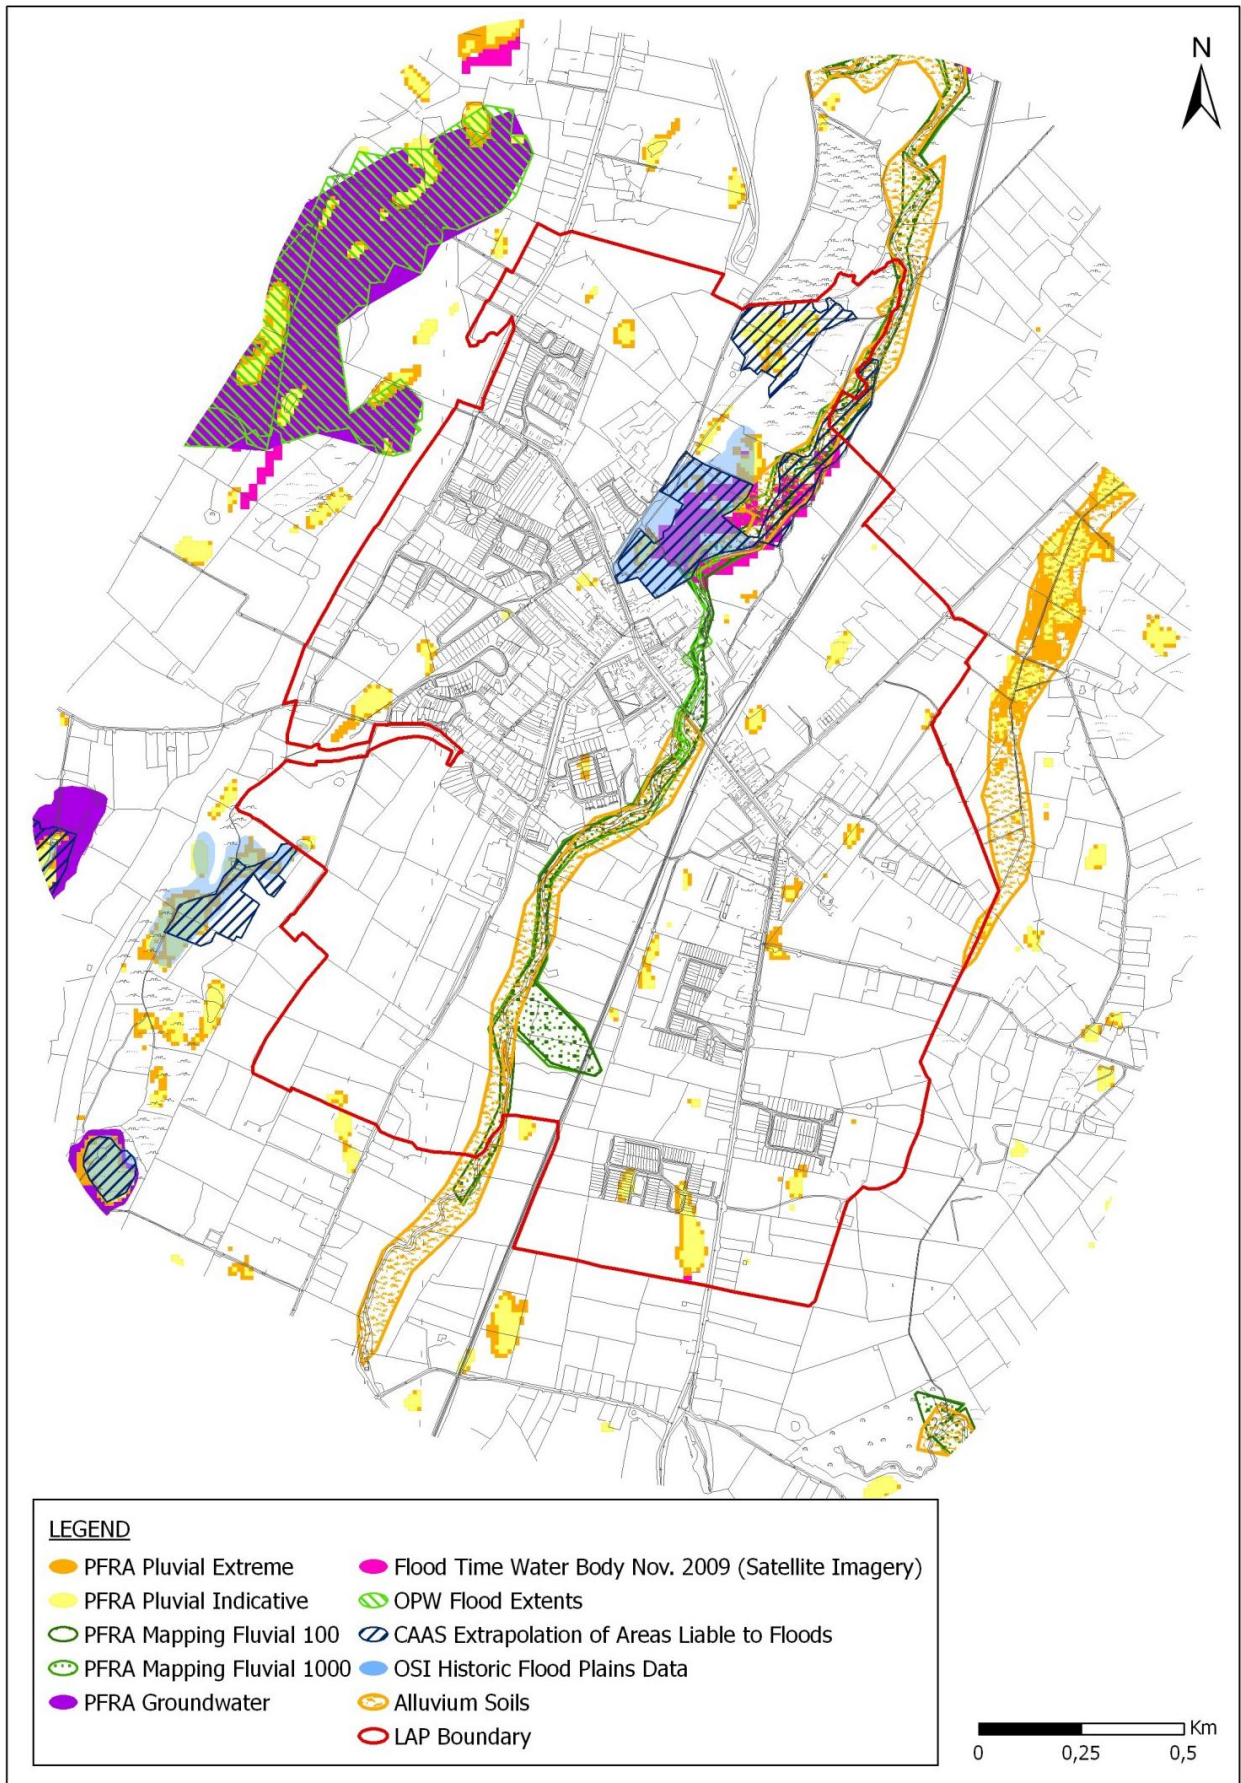 N
LEGEND
PFRA Pluvial Extreme
PFRA Pluvial Indicative
PFRA Mapping Fluvial 100
PFRA Mapping Fluvial 1000
PFRA Groundwater
Flood Time Water Body Nov. 2009 (Satellite Imagery)
OPW Flood Extents
CAAS Extrapolation of Areas Liable to Floods
OSI Historic Flood Plains Data
Alluvium Soils
LAP Boundary
Km
0 0,25 0,5